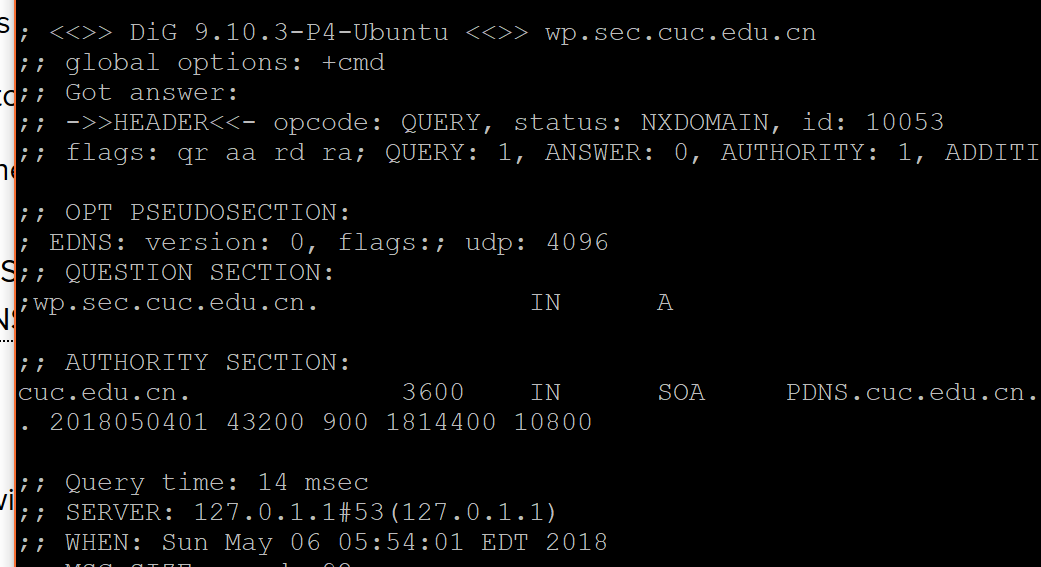 ; <<>> DiG 9.10.3-P4-Ubuntu <<>> wp.sec.cuc.edu.cn
;; global options: +cmd
;; Got answer:
;; ->>HEADER<<- opcode: QUERY, status: NXDOMAIN, id: 10053
;; flags: qr aa rd ra; QUERY: 1, ANSWER: 0, AUTHORITY: 1, ADDITI
;; OPT PSEUDOSECTION:
; EDNS: version: 0, flags:; udp: 4096
;; QUESTION SECTION:
;wp.sec.cuc.edu.cn. IN A
;; AUTHORITY SECTION:
cuc.edu.cn. 3600 IN SOA PDNS.cuc.edu.cn.
. 2018050401 43200 900 1814400 10800
;; Query time: 14 msec
;; SERVER: 127.0.1.1#53(127.0.1.1)
;; WHEN: Sun May 06 05:54:01 EDT 2018